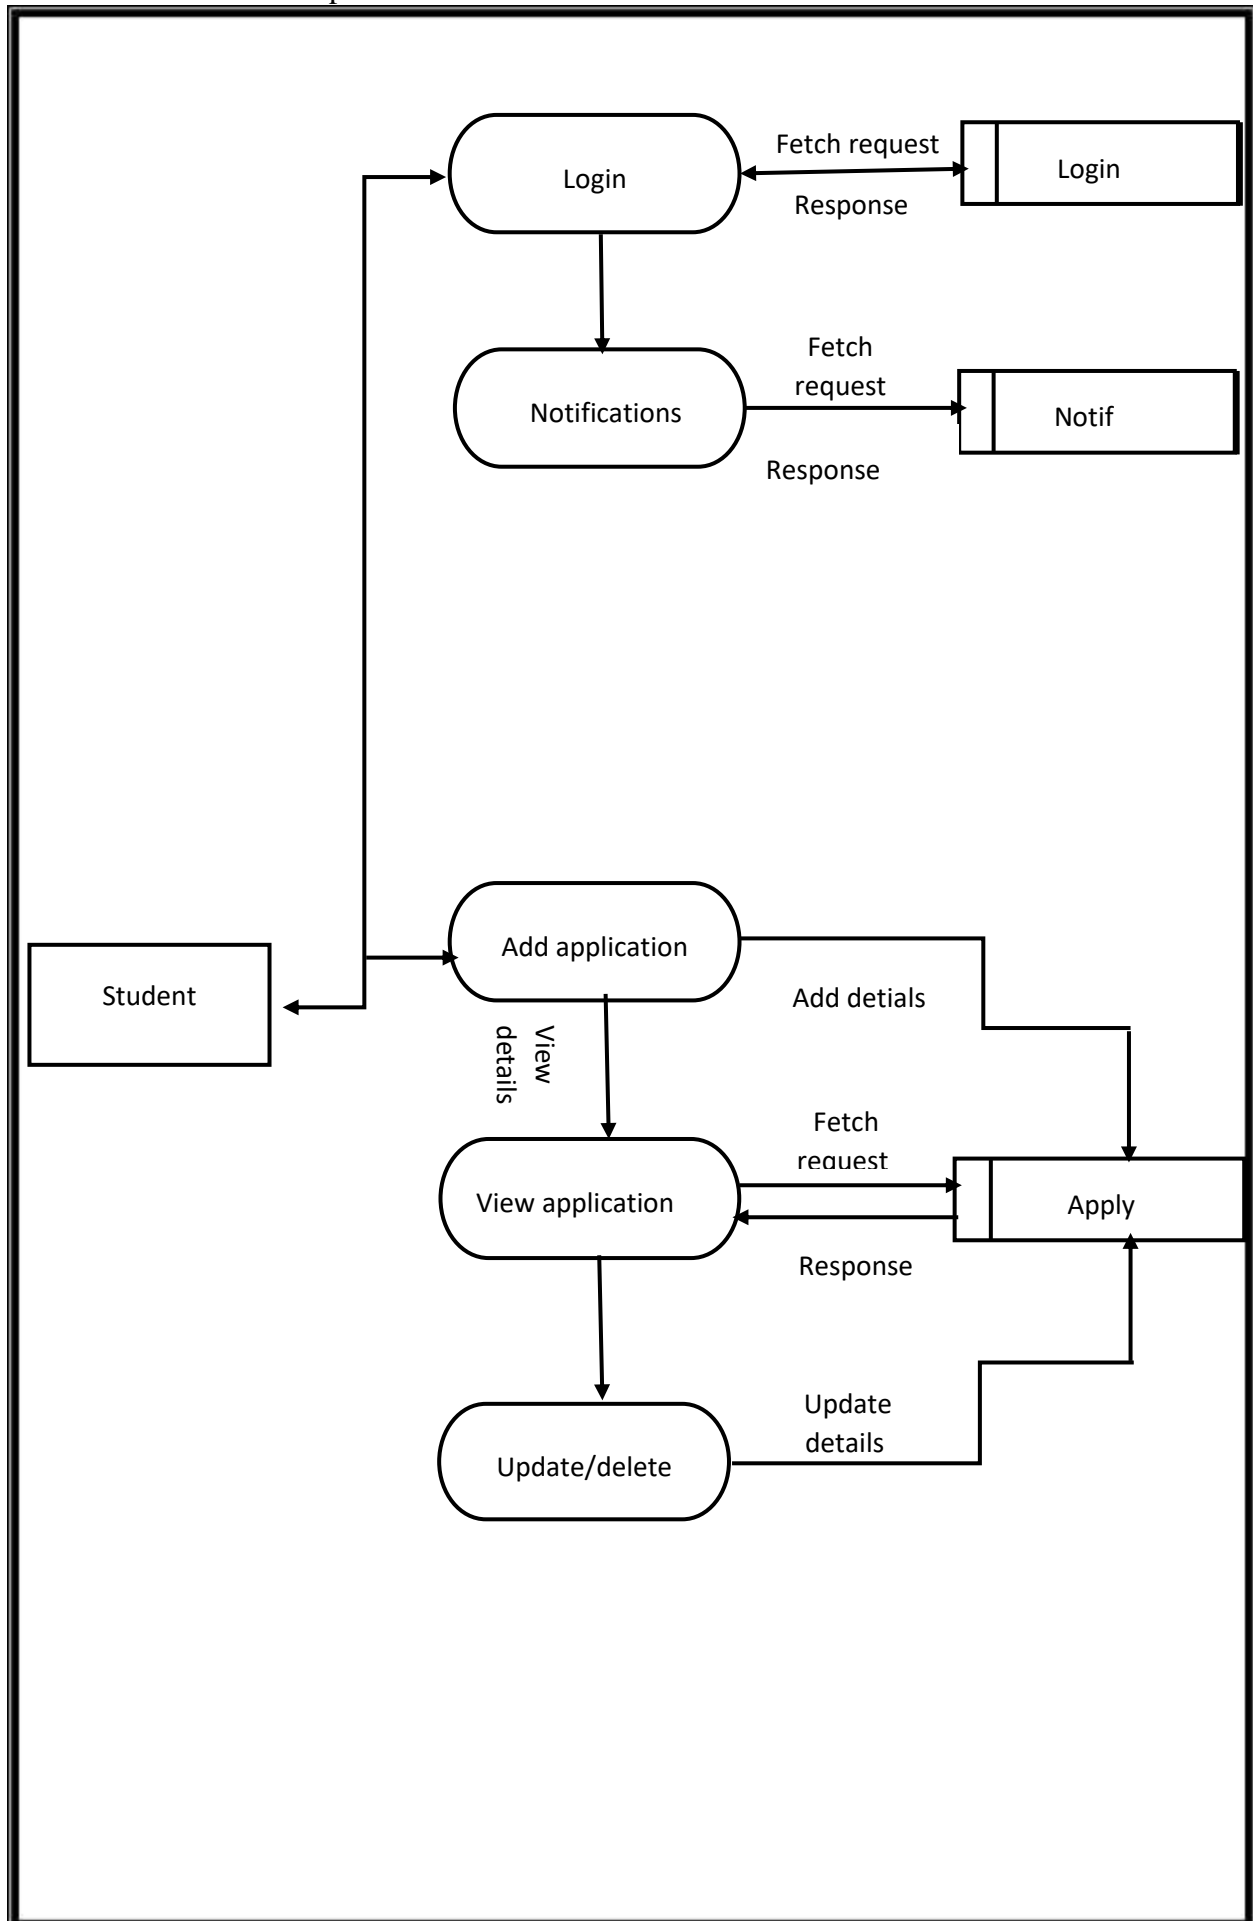 Login
Fetch request
Response
Login
Notifications
Fetch
request
Response
Notif
Student
Add application
Add detials
View
details
View application
Fetch
request
Response
Apply
Update/delete
Update
details